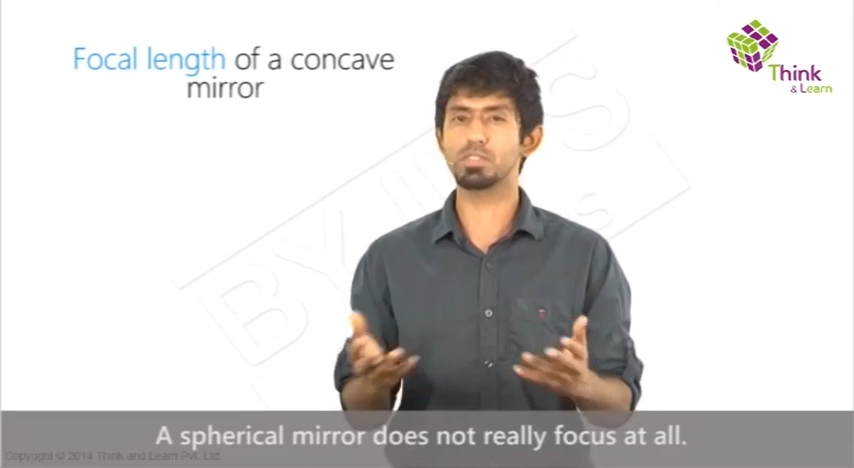 Focal length of a concave
mirror
Think
& Learn
BYJU'S
A spherical mirror does not really focus at all.
Copyright © 2014 Think and Learn Pvt. Ltd.